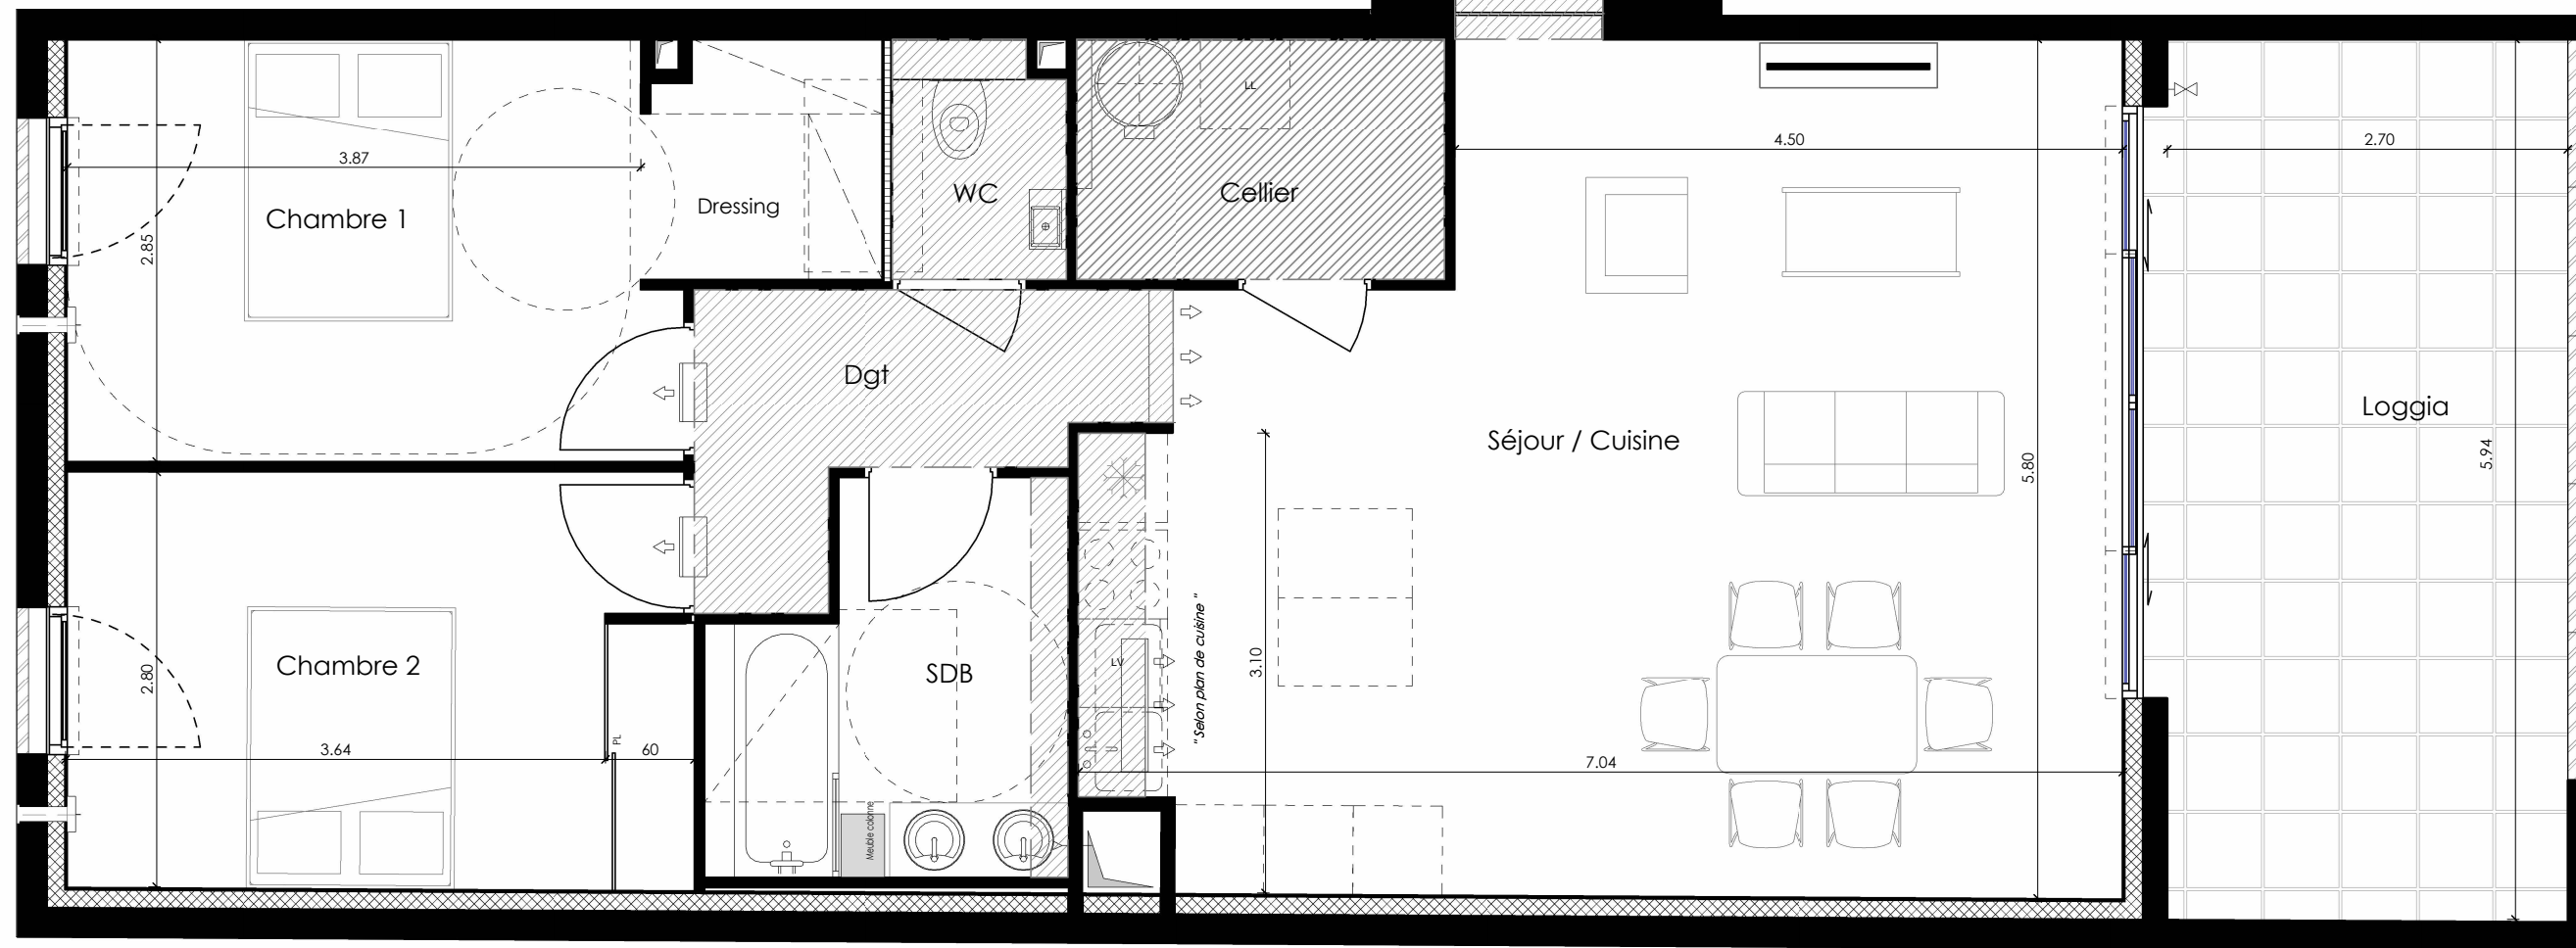 3.87
Chambre 1
2.85
Dressing
WC
LL
Cellier
4.50
2.70
Dgt
Séjour / Cuisine
Loggia
5.80
5.94
Chambre 2
2.80
3.64
PL
60
SDB
Meuble colonne
LV
"Selon plan de cuisine "
3.10
7.04